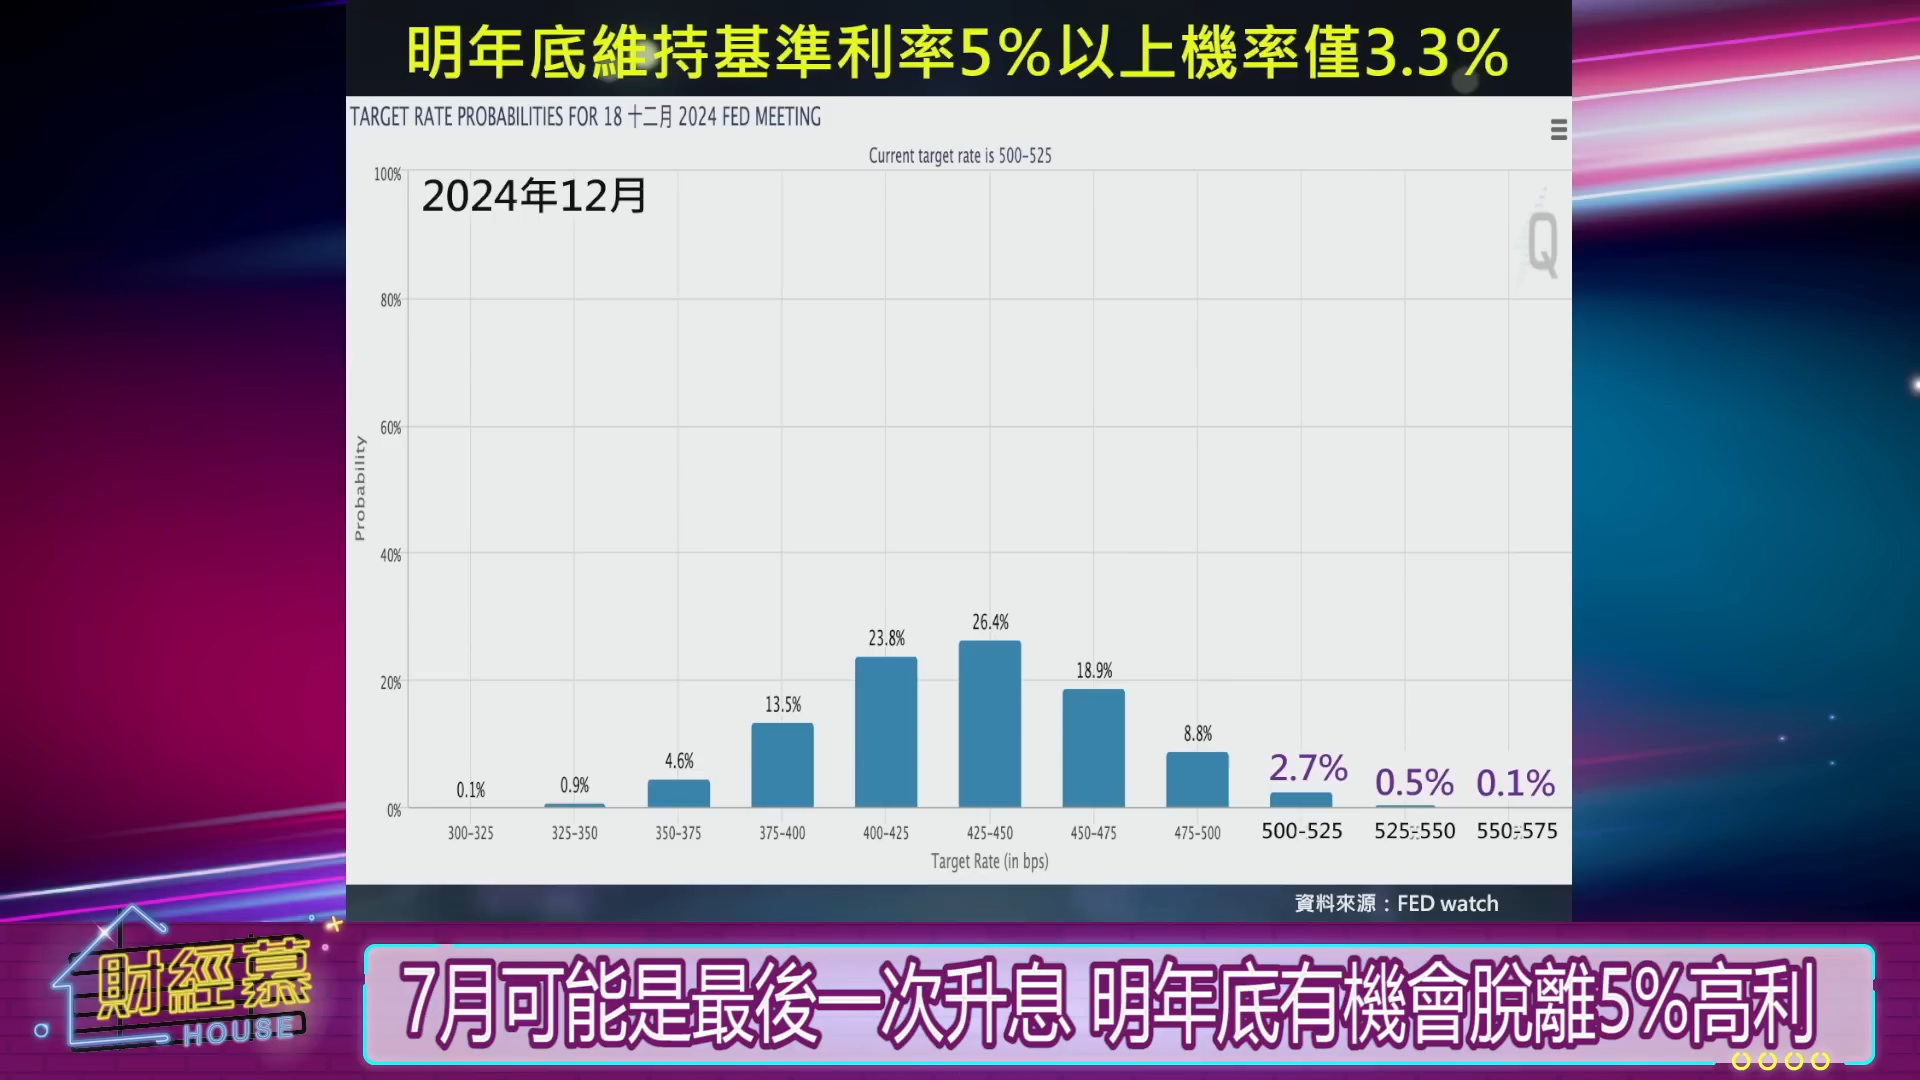 明年底維持基準利率5%以上機率僅3.3%
TARGET RATE PROBABILITIES FOR 18 十二月 2024 FED MEETING
Current target rate is 500-525
2024年12月
Q
100%
80%
60%
40%
20%
0%
Probability
0.1%
0.9%
4.6%
13.5%
23.8%
26.4%
18.9%
8.8%
2.7%
0.5%
0.1%
300-325
325-350
350-375
375-400
400-425
425-450
450-475
475-500
500-525
525-550
550-575
Target Rate (in bps)
資料來源：FED watch
財經慕
HOUSE
7月可能是最後一次升息 明年底有機會脫離5%高利